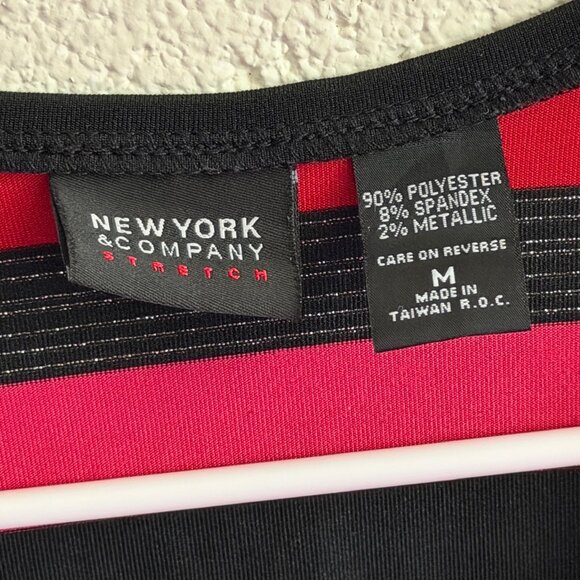 NEW YORK
& COMPANY
STRETCH
90% POLYESTER
8% SPANDEX
2% METALLIC
CARE ON REVERSE
M
MADE IN
TAIWAN R.O.C.